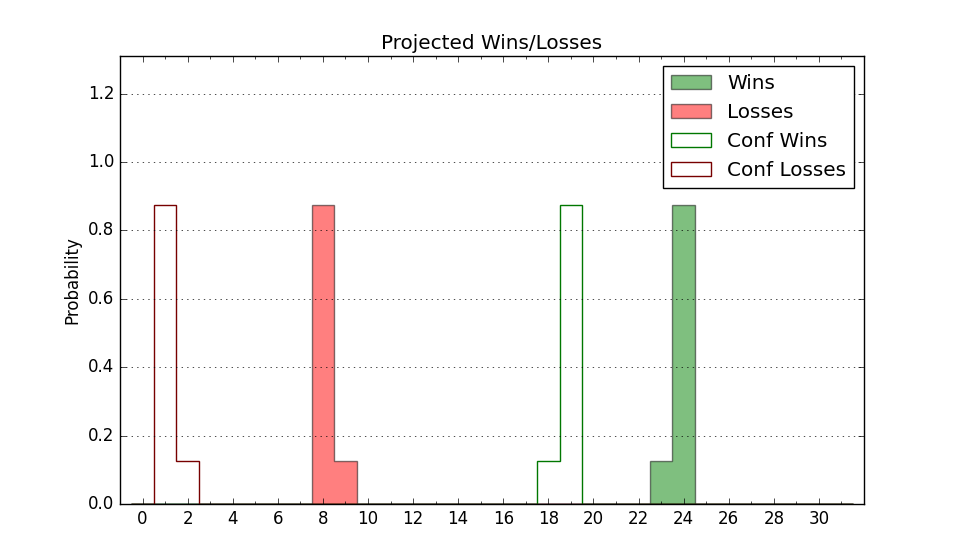 Projected Wins/Losses
Wins
Losses
Conf Wins
Conf Losses
Probability
1.2
1.0
0.8
0.6
0.4
0.2
0.0
0 2 4 6 8 10 12 14 16 18 20 22 24 26 28 30